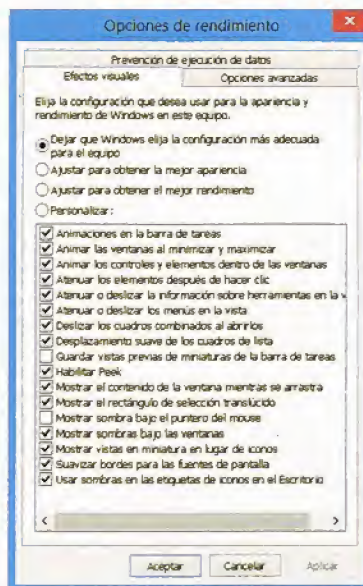 Opciones de rendimiento
Prevención de ejecución de datos
Efectos visuales
Opciones avanzadas
Elija la configuración que desea usar para la apariencia y
rendimiento de Windows en este equipo.
Dejar que Windows elija la configuración más adecuada
para el equipo
Ajustar para obtener la mejor apariencia
Ajustar para obtener el mejor rendimiento
Personalizar:
Animaciones en la barra de tareas
Animar las ventanas al minimizar y maximizar
Animar los controles y elementos dentro de las ventanas
Atenuar los elementos después de hacer clic
Atenuar o deslizar la información sobre herramientas en la v
Atenuar o deslizar los menús en la vista
Deslizar los cuadros combinados al abrirlos
Desplazamiento suave de los cuadros de lista
Guardar vistas previas de miniaturas de la barra de tareas
Habilitar Peek
Mostrar el contenido de la ventana mientras se arrastra
Mostrar el rectángulo de selección translúcido
Mostrar sombra bajo el puntero del mouse
Mostrar sombras bajo las ventanas
Mostrar vistas en miniatura en lugar de iconos
Suavizar bordes para las fuentes de pantalla
Usar sombras en las etiquetas de iconos en el Escritorio
Aceptar
Cancelar
Aplicar